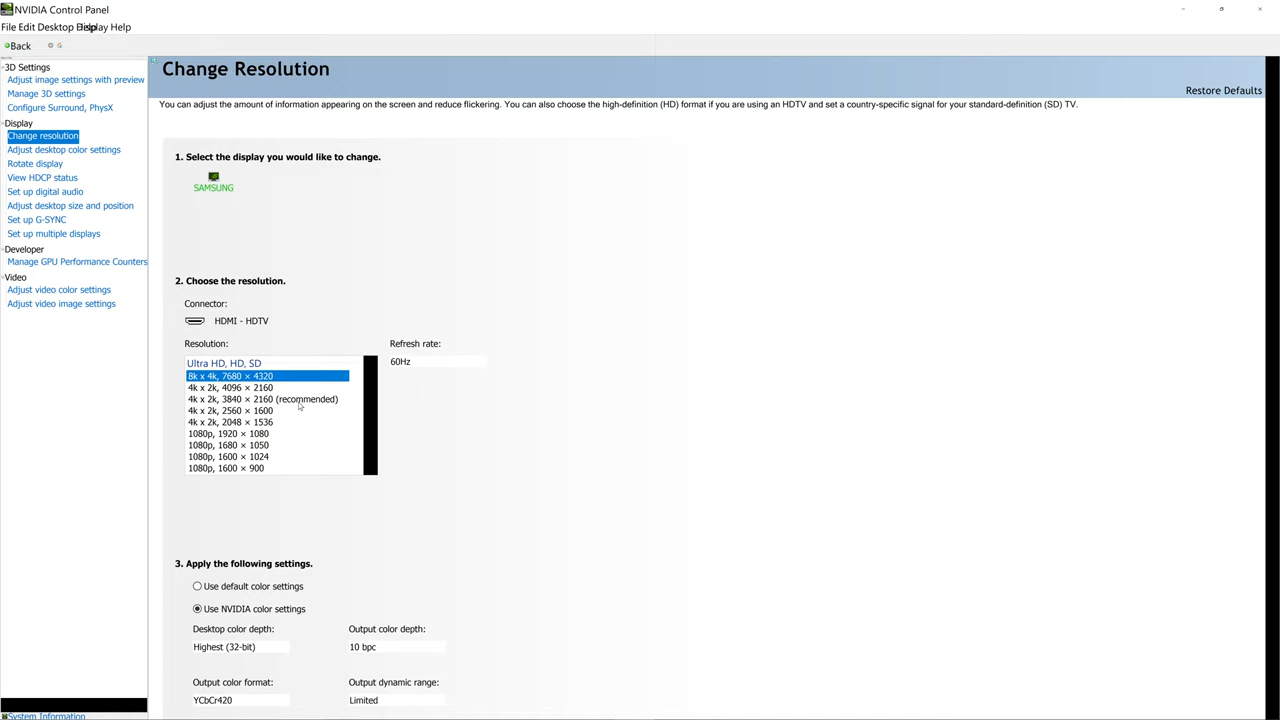 NVIDIA Control Panel
File Edit Desktop Display Help
Back
3D Settings
Adjust image settings with preview
Manage 3D settings
Configure Surround, PhysX
Display
Change resolution
Adjust desktop color settings
Rotate display
View HDCP status
Set up digital audio
Adjust desktop size and position
Set up G-SYNC
Set up multiple displays
Developer
Manage GPU Performance Counters
Video
Adjust video color settings
Adjust video image settings
System Information
Change Resolution
Restore Defaults
You can adjust the amount of information appearing on the screen and reduce flickering. You can also choose the high-definition (HD) format if you are using an HDTV and set a country-specific signal for your standard-definition (SD) TV.
1. Select the display you would like to change.
SAMSUNG
2. Choose the resolution.
Connector:
HDMI - HDTV
Resolution:
Refresh rate:
Ultra HD, HD, SD
60Hz
8k x 4k, 7680 × 4320
4k x 2k, 4096 × 2160
4k x 2k, 3840 × 2160 (recommended)
4k x 2k, 2560 × 1600
4k x 2k, 2048 × 1536
1080p, 1920 × 1080
1080p, 1680 × 1050
1080p, 1600 × 1024
1080p, 1600 × 900
3. Apply the following settings.
Use default color settings
Use NVIDIA color settings
Desktop color depth:
Output color depth:
Highest (32-bit)
10 bpc
Output color format:
Output dynamic range:
YCbCr420
Limited